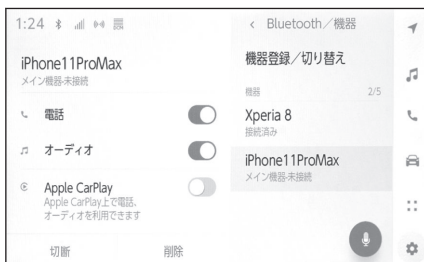 1:24
iPhone11ProMax
メイン機器-未接続
電話
オーディオ
Apple CarPlay
Apple CarPlay上で電話、
オーディオを利用できます
切断
削除
Bluetooth／機器
機器登録／切り替え
機器
2/5
Xperia 8
接続済み
iPhone11ProMax
メイン機器-未接続